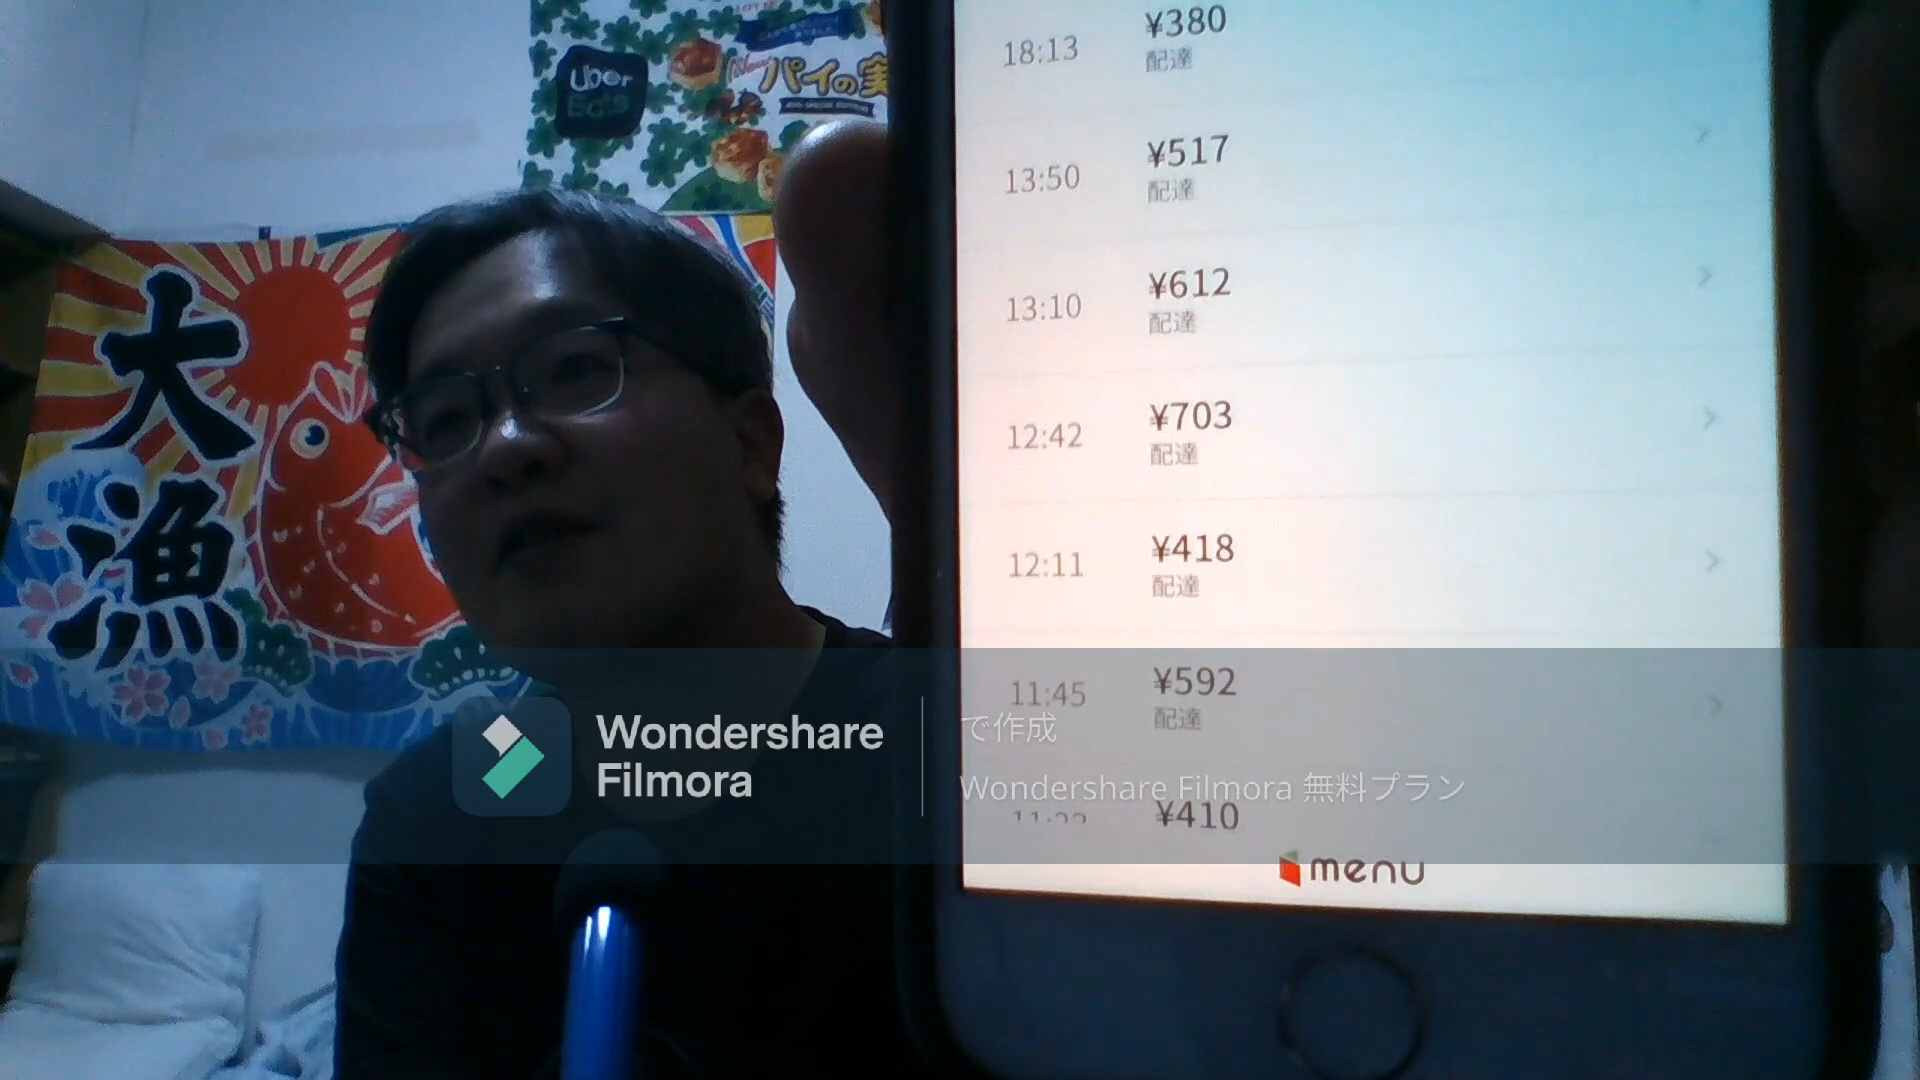 Uber
Eats
LOTTE
New
パイの実
大漁
18:13 ¥380
配達
13:50 ¥517
配達
13:10 ¥612
配達
12:42 ¥703
配達
12:11 ¥418
配達
11:45 ¥592
配達
¥410
menu
Wondershare
Filmora
で作成
Wondershare Filmora 無料プラン